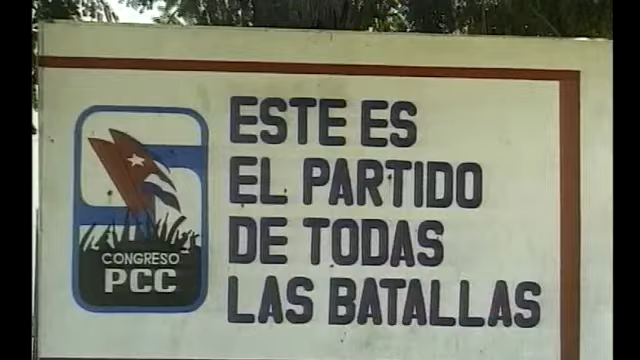 ESTE ES
EL PARTIDO
DE TODAS
LAS BATALLAS
CONGRESO
PCC